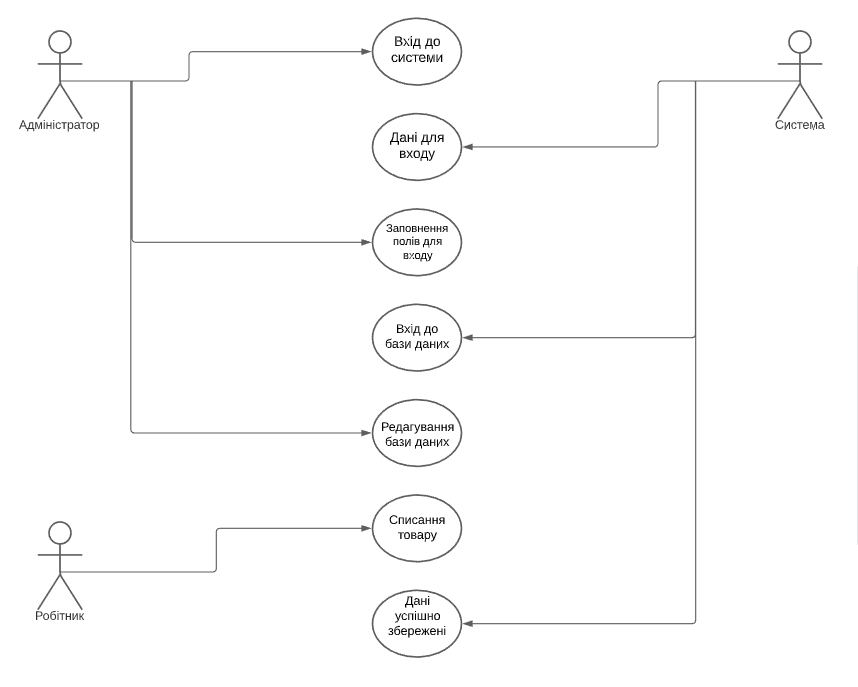 Вхід до
системи
Адміністратор
Система
Дані для
входу
Заповнення
полів для
входу
Вхід до
бази даних
Редагування
бази даних
Списання
товару
Робітник
Дані
успішно
збережені